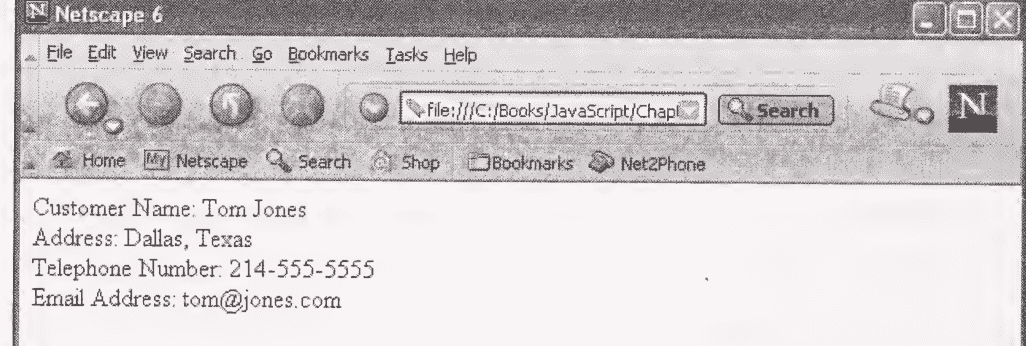 N Netscape 6
File Edit View Search Go Bookmarks Tasks Help
file:///C:/Books/JavaScript/Chap Search N
Home My Netscape Search Shop Bookmarks Net2Phone
Customer Name: Tom Jones
Address: Dallas, Texas
Telephone Number: 214-555-5555
Email Address: tom@jones.com